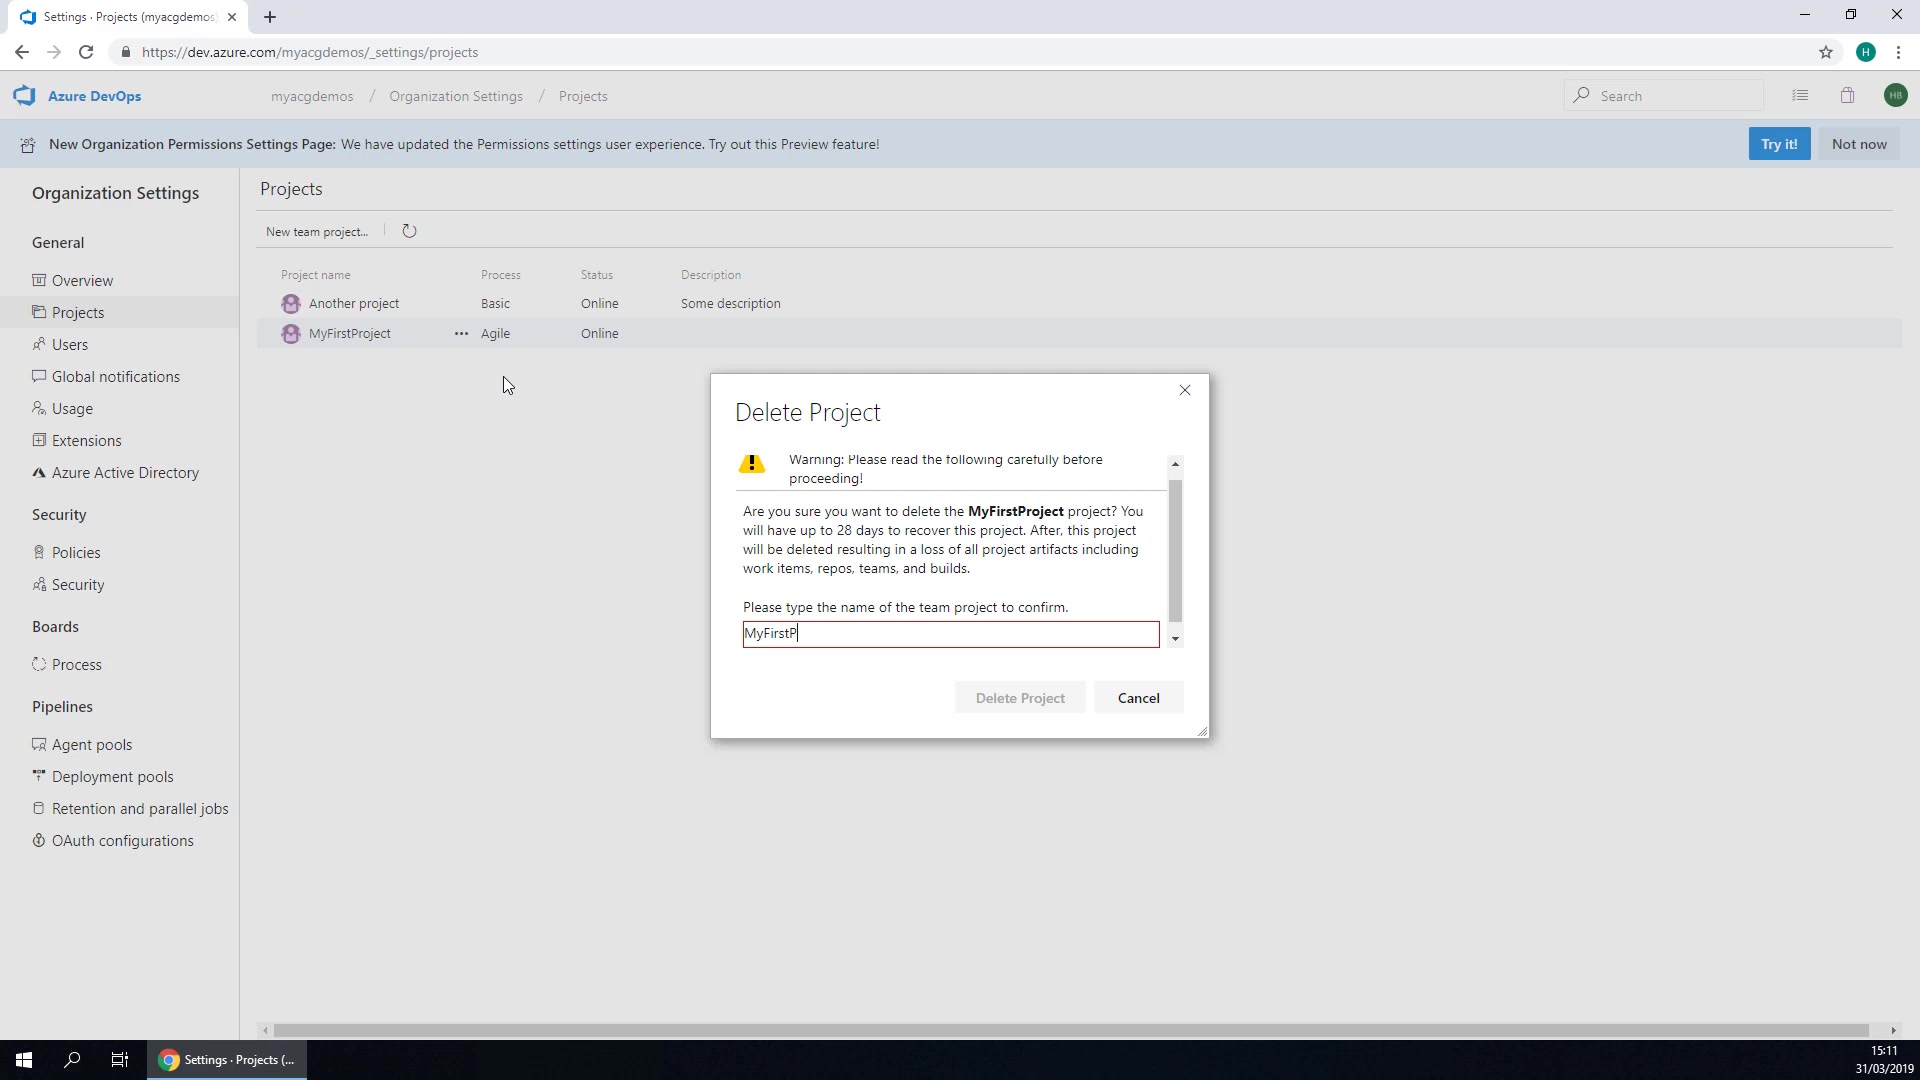 Settings · Projects (myacgdemos
https://dev.azure.com/myacgdemos/_settings/projects
H
Azure DevOps
myacgdemos / Organization Settings / Projects
Search
HB
New Organization Permissions Settings Page: We have updated the Permissions settings user experience. Try out this Preview feature!
Try it!
Not now
Organization Settings
General
Overview
Projects
Users
Global notifications
Usage
Extensions
Azure Active Directory
Security
Policies
Security
Boards
Process
Pipelines
Agent pools
Deployment pools
Retention and parallel jobs
OAuth configurations
Projects
New team project...
Project name Process Status Description
Another project Basic Online Some description
MyFirstProject ··· Agile Online
Delete Project
Warning: Please read the following carefully before
proceeding!
Are you sure you want to delete the MyFirstProject project? You
will have up to 28 days to recover this project. After, this project
will be deleted resulting in a loss of all project artifacts including
work items, repos, teams, and builds.
Please type the name of the team project to confirm.
MyFirstP
Delete Project
Cancel
Settings · Projects (...
15:11
31/03/2019